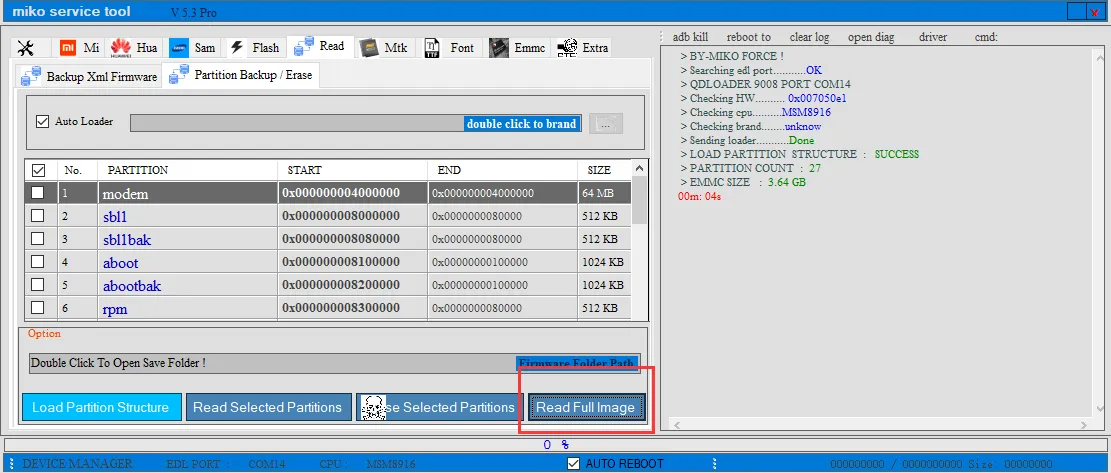 miko service tool V 5.3 Pro x
Mi Hua Sam Flash Read Mtk Font Emmc Extra
adb kill reboot to clear log open diag driver cmd:
Backup Xml Firmware Partition Backup / Erase
Auto Loader double click to brand ...
No. PARTITION START END SIZE
1 modem 0x000000004000000 0x000000004000000 64 MB
2 sbl1 0x000000008000000 0x0000000080000 512 KB
3 sbl1bak 0x000000008080000 0x0000000080000 512 KB
4 aboot 0x000000008100000 0x00000000100000 1024 KB
5 abootbak 0x000000008200000 0x00000000100000 1024 KB
6 rpm 0x000000008300000 0x0000000080000 512 KB
Option
Double Click To Open Save Folder ! Firmware Folder Path
Load Partition Structure Read Selected Partitions se Selected Partitions Read Full Image
> BY-MIKO FORCE !
> Searching edl port...........OK
> QDLOADER 9008 PORT COM14
> Checking HW.......... 0x007050e1
> Checking cpu..........MSM8916
> Checking brand........unknow
> Sending loader...........Done
> LOAD PARTITION STRUCTURE : SUCCESS
> PARTITION COUNT : 27
> EMMC SIZE : 3.64 GB
00m: 04s
0 %
DEVICE MANAGER EDL PORT : COM14 CPU : MSM8916 AUTO REBOOT 000000000 / 0000000000 Size 00000000